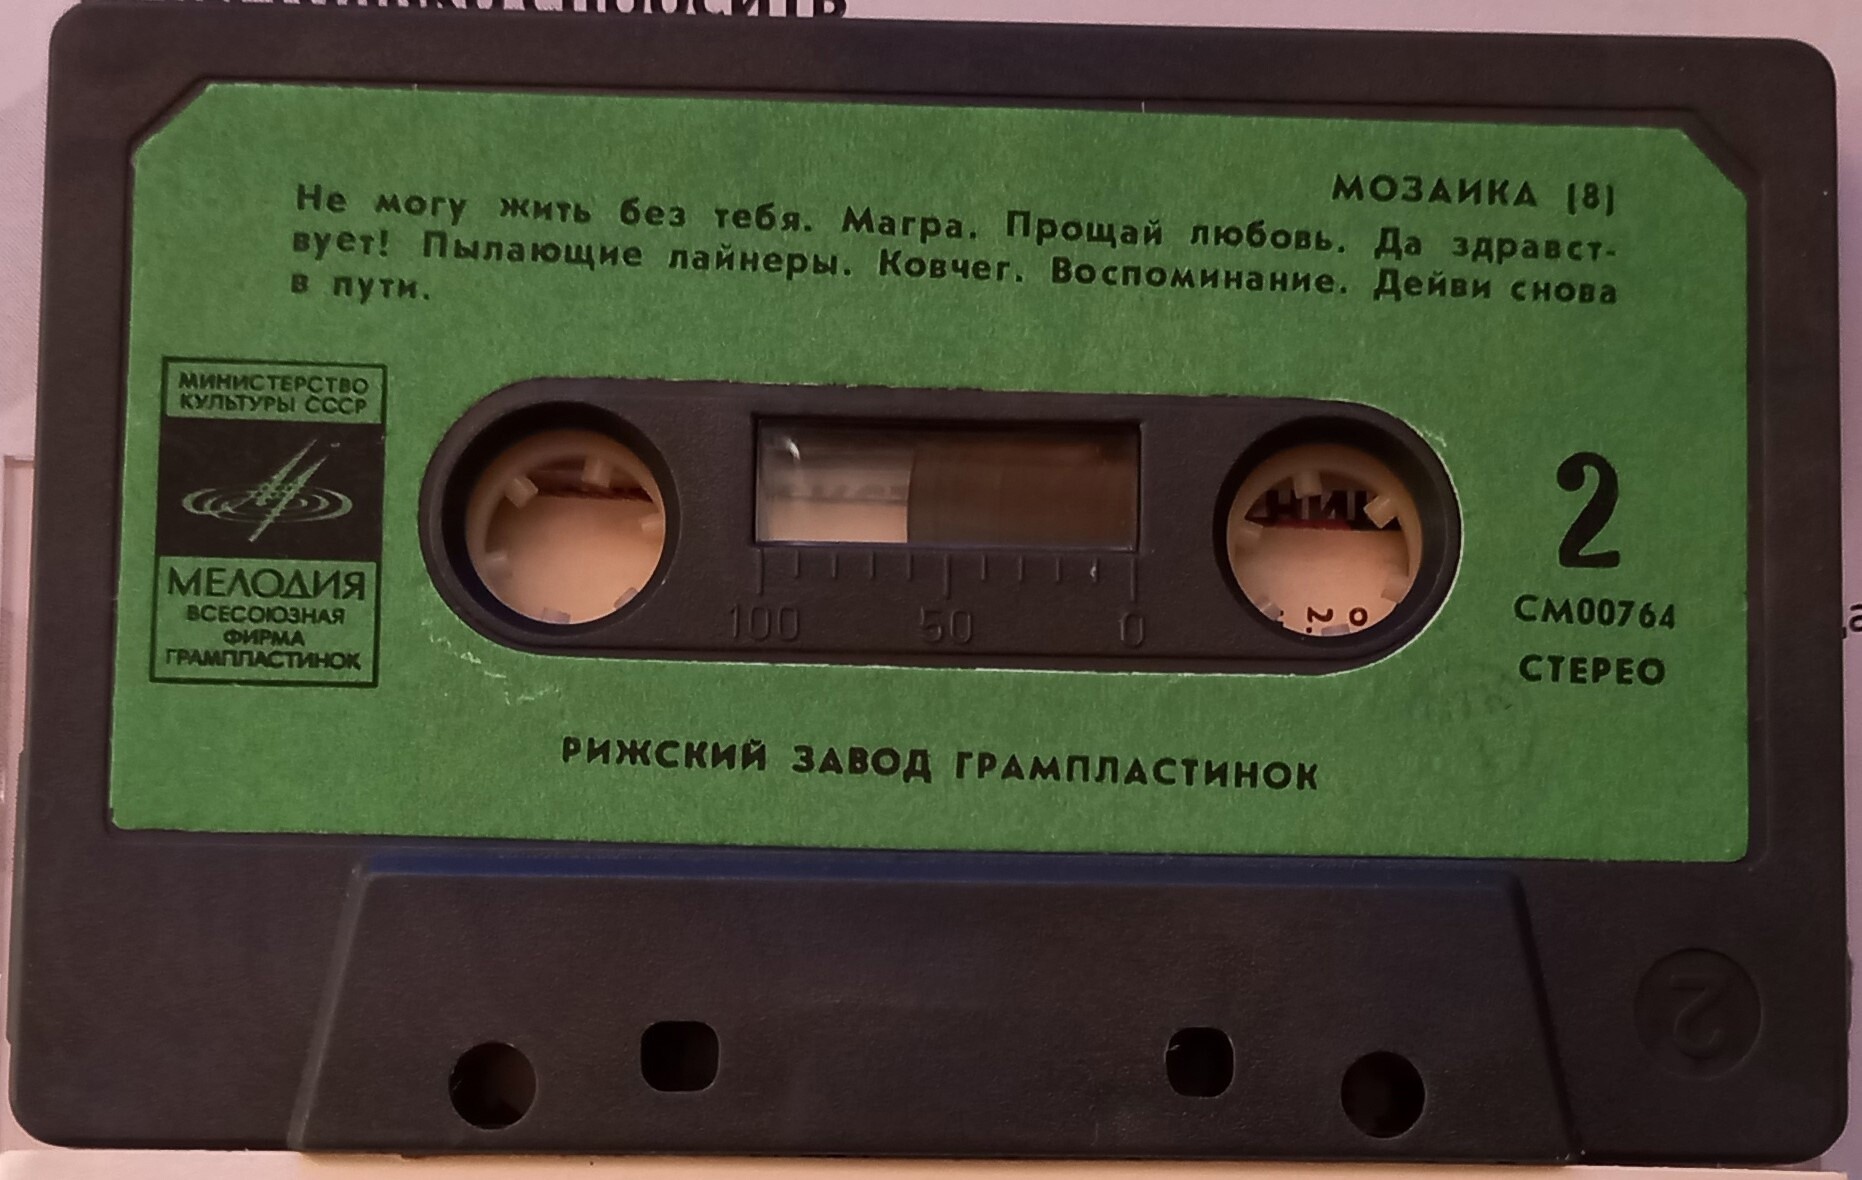 МОЗАИКА (8)
Не могу жить без тебя. Магра. Прощай любовь. Да здравст-
вует! Пылающие лайнеры. Ковчег. Воспоминание. Дейви снова
в пути.
МИНИСТЕРСТВО
КУЛЬТУРЫ СССР
МЕЛОДИЯ
ВСЕСОЮЗНАЯ
ФИРМА
ГРАМПЛАСТИНОК
100 50 0
2
СМ00764
СТЕРЕО
РИЖСКИЙ ЗАВОД ГРАМПЛАСТИНОК
2